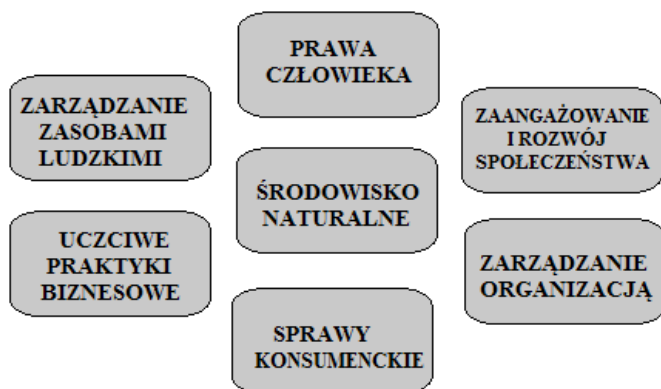 PRAWA
CZŁOWIEKA
ZARZĄDZANIE
ZASOBAMI
LUDZKIMI
ZAANGAŻOWANIE
I ROZWÓJ
SPOŁECZEŃSTWA
ŚRODOWISKO
NATURALNE
UCZCIWE
PRAKTYKI
BIZNESOWE
ZARZĄDZANIE
ORGANIZACJĄ
SPRAWY
KONSUMENCKIE